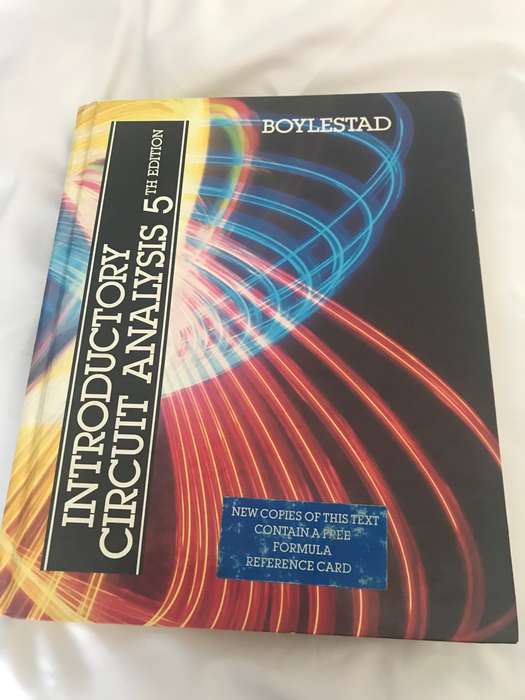 BOYLESTAD
INTRODUCTORY
CIRCUIT ANALYSIS 5TH EDITION
NEW COPIES OF THIS TEXT
CONTAIN A FREE
FORMULA
REFERENCE CARD